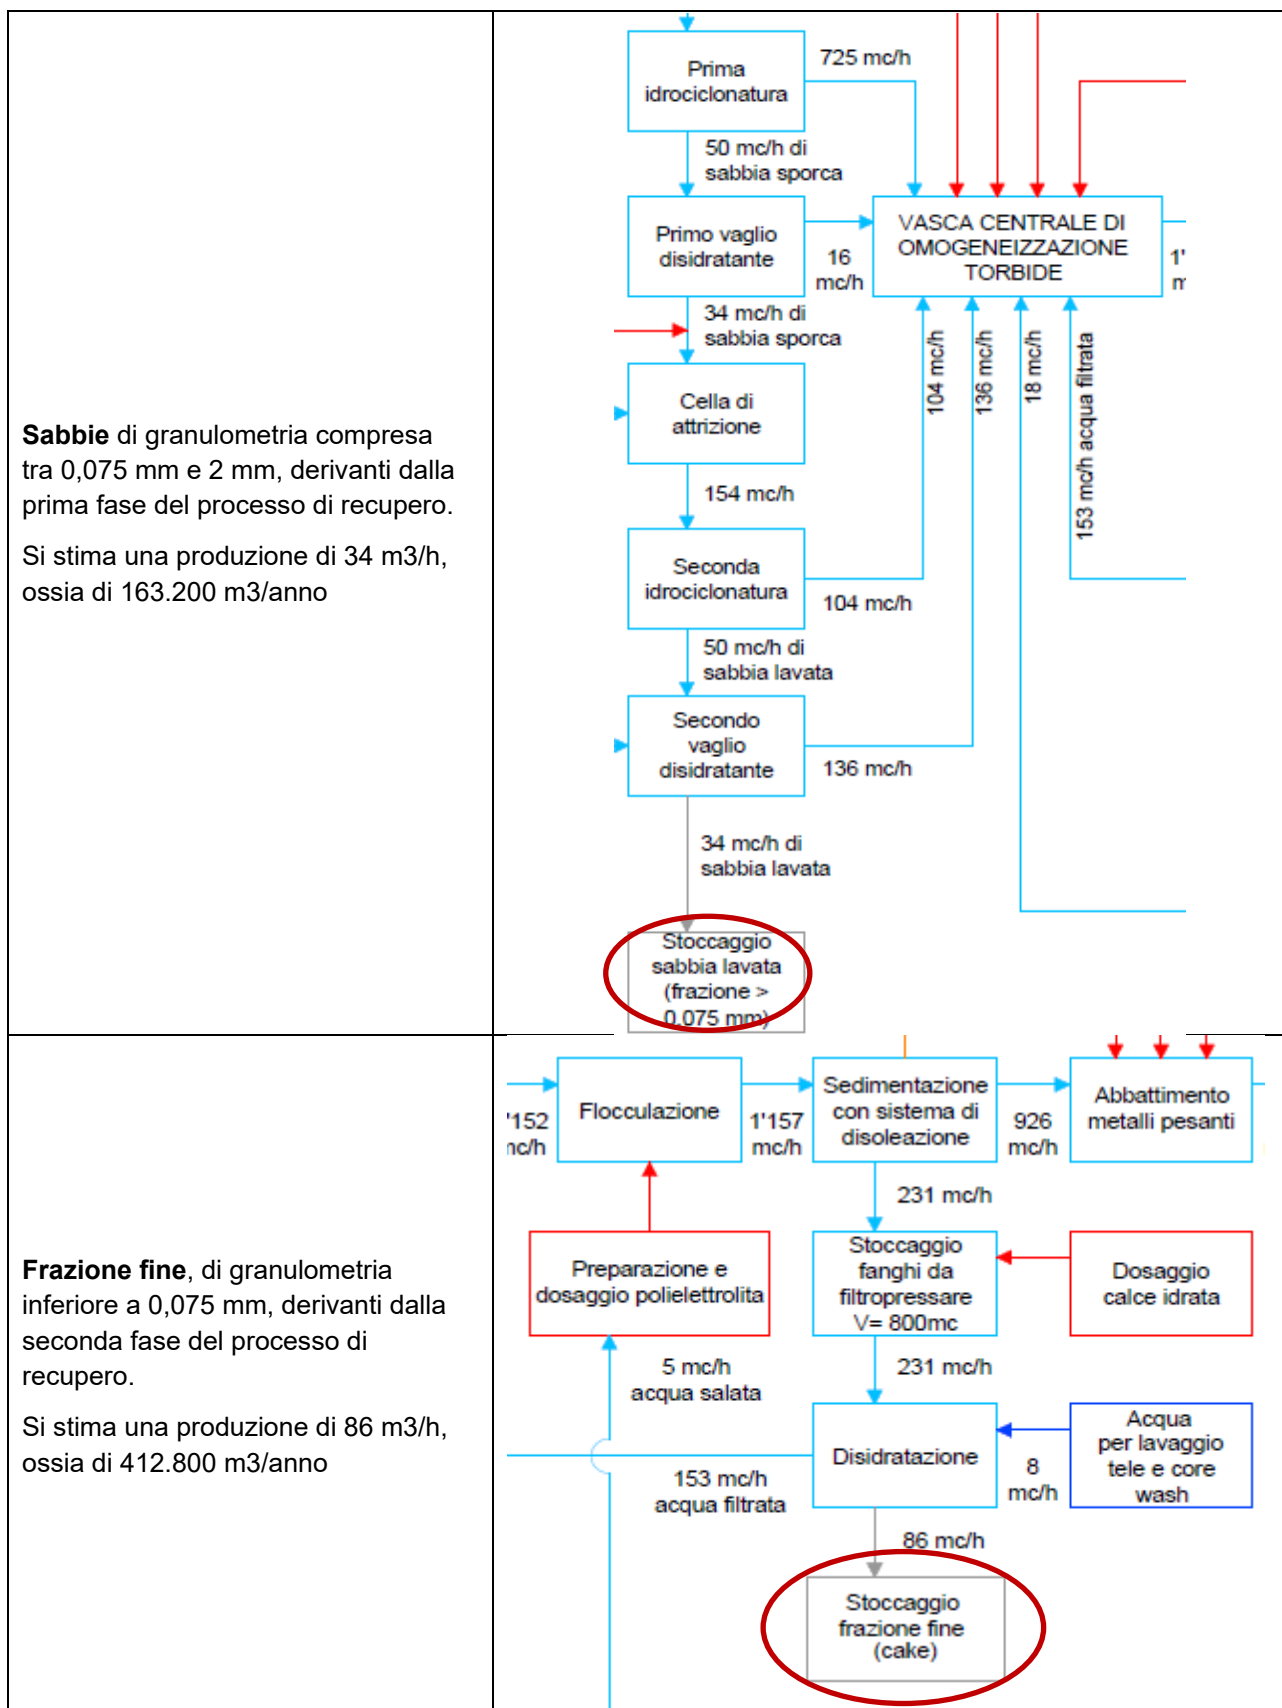 Sabbie di granulometria compresa
tra 0,075 mm e 2 mm, derivanti dalla
prima fase del processo di recupero.
Si stima una produzione di 34 m3/h,
ossia di 163.200 m3/anno
Prima
idrociclonatura
725 mc/h
50 mc/h di
sabbia sporca
Primo vaglio
disidratante
16
mc/h
VASCA CENTRALE DI
OMOGENEIZZAZIONE
TORBIDE
1'
34 mc/h di
sabbia sporca
104 mc/h
136 mc/h
18 mc/h
153 mc/h acqua filtrata
Cella di
attrizione
154 mc/h
Seconda
idrociclonatura
104 mc/h
50 mc/h di
sabbia lavata
Secondo
vaglio
disidratante
136 mc/h
34 mc/h di
sabbia lavata
Stoccaggio
sabbia lavata
(frazione >
0.075 mm)
Frazione fine, di granulometria
inferiore a 0,075 mm, derivanti dalla
seconda fase del processo di
recupero.
Si stima una produzione di 86 m3/h,
ossia di 412.800 m3/anno
'152
mc/h
Flocculazione
1'157
mc/h
Sedimentazione
con sistema di
disoleazione
926
mc/h
Abbattimento
metalli pesanti
231 mc/h
Preparazione e
dosaggio polielettrolita
Stoccaggio
fanghi da
filtropressare
V= 800mc
Dosaggio
calce idrata
5 mc/h
acqua salata
231 mc/h
Disidratazione
Acqua
per lavaggio
tele e core
wash
8
mc/h
153 mc/h
acqua filtrata
86 mc/h
Stoccaggio
frazione fine
(cake)